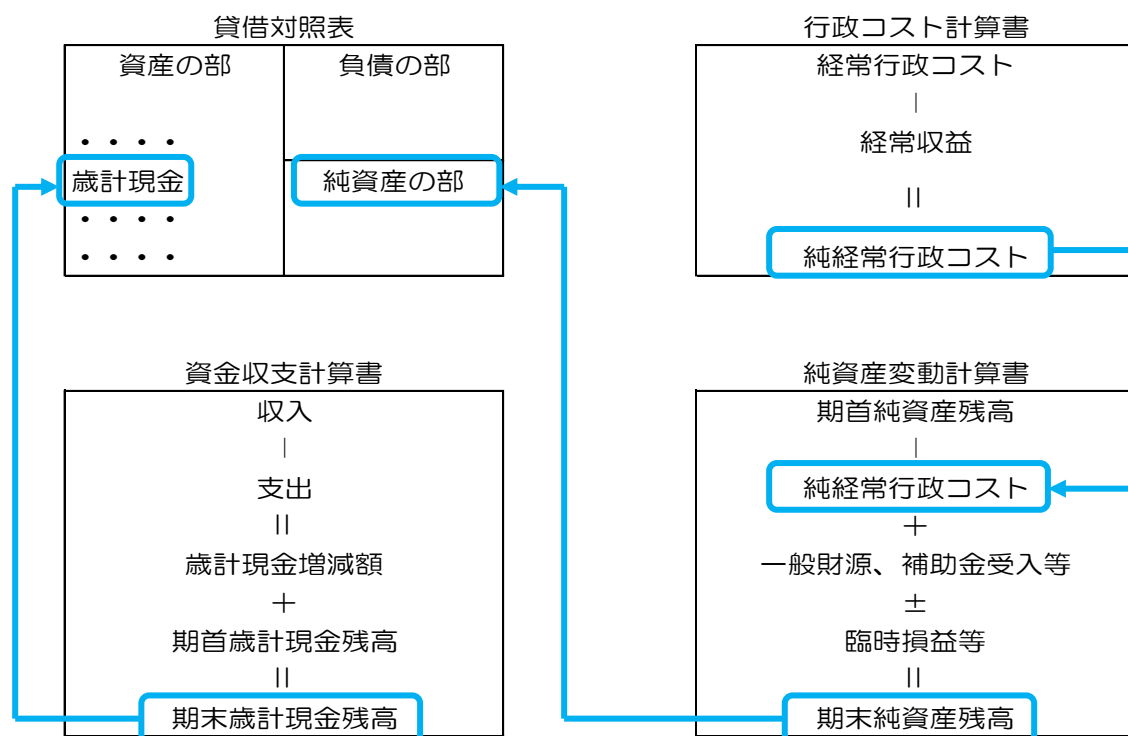 貸借対照表
資産の部
負債の部
・・・・
歳計現金
純資産の部
・・・・
・・・・
行政コスト計算書
経常行政コスト
|
経常収益
||
純経常行政コスト
資金収支計算書
収入
|
支出
||
歳計現金増減額
＋
期首歳計現金残高
||
期末歳計現金残高
純資産変動計算書
期首純資産残高
|
純経常行政コスト
＋
一般財源、補助金受入等
±
臨時損益等
||
期末純資産残高